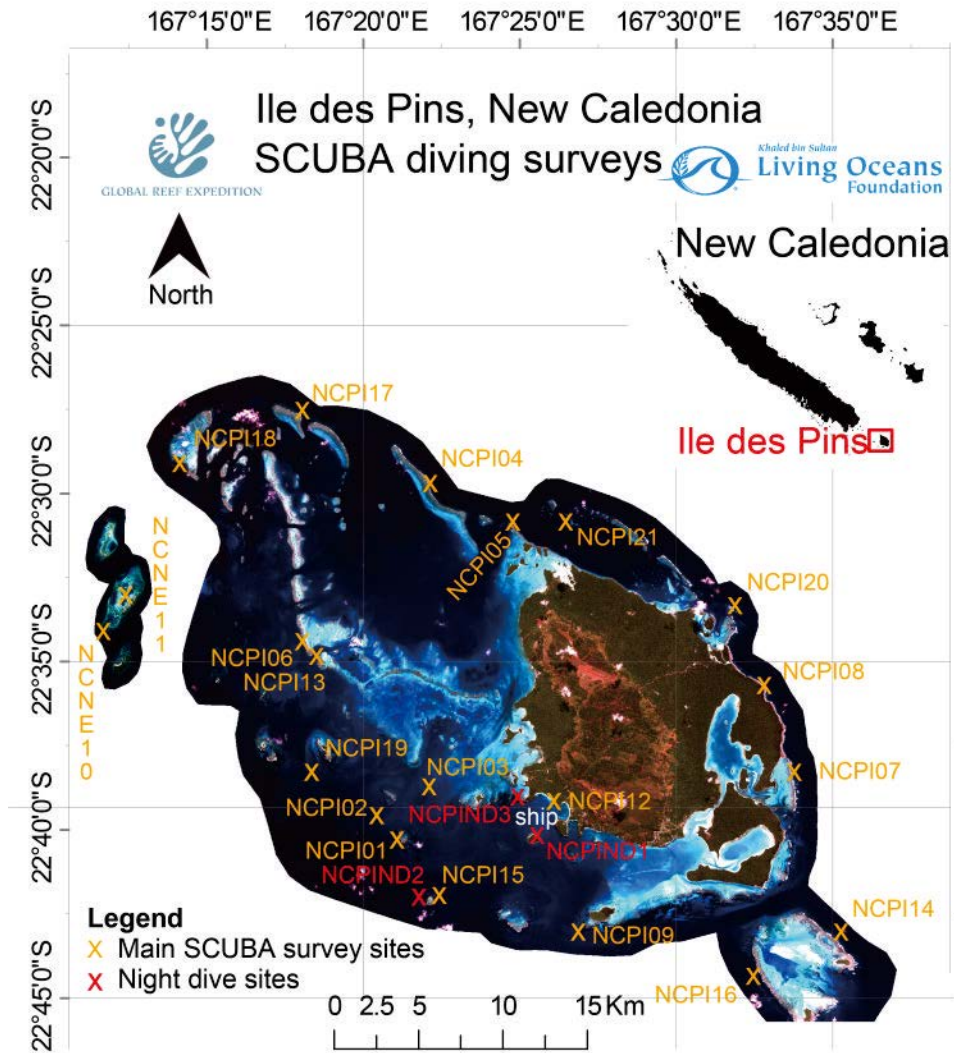 167°15'0"E 167°20'0"E 167°25'0"E 167°30'0"E 167°35'0"E
Ile des Pins, New Caledonia
SCUBA diving surveys
GLOBAL REEF EXPEDITION
Khaled bin Sultan
Living Oceans
Foundation
North
New Caledonia
Ile des Pins
22°20'0"S
22°25'0"S
22°30'0"S
22°35'0"S
22°40'0"S
22°45'0"S
NCPI17
NCPI18
NCPI04
NCPI05
NCPI21
NCNE11
NCPI20
NCPI06
NCPI13
NCPI08
NCNE10
NCPI19
NCPI03
NCPI07
NCPI02
NCPIND3
NCPI12
ship
NCPI01
NCPIND1
NCPIND2
NCPI15
NCPI14
NCPI09
NCPI16
Legend
X Main SCUBA survey sites
X Night dive sites
0 2.5 5 10 15 Km